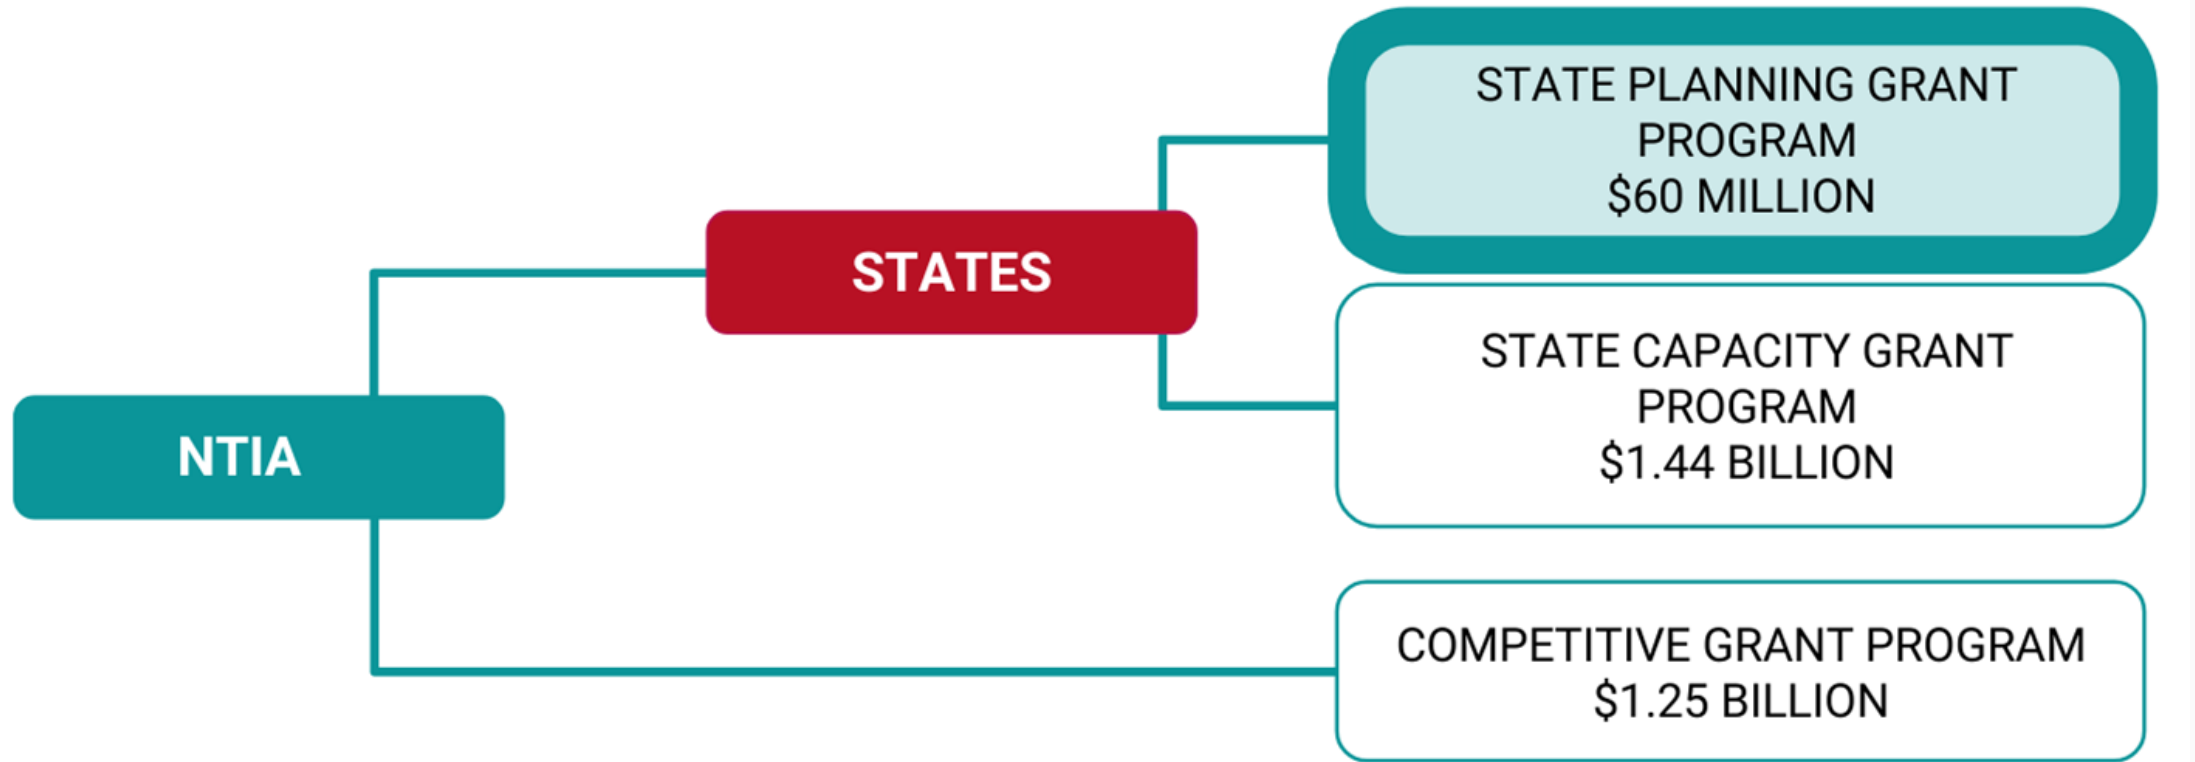 NTIA
STATES
STATE PLANNING GRANT
PROGRAM
$60 MILLION
STATE CAPACITY GRANT
PROGRAM
$1.44 BILLION
COMPETITIVE GRANT PROGRAM
$1.25 BILLION